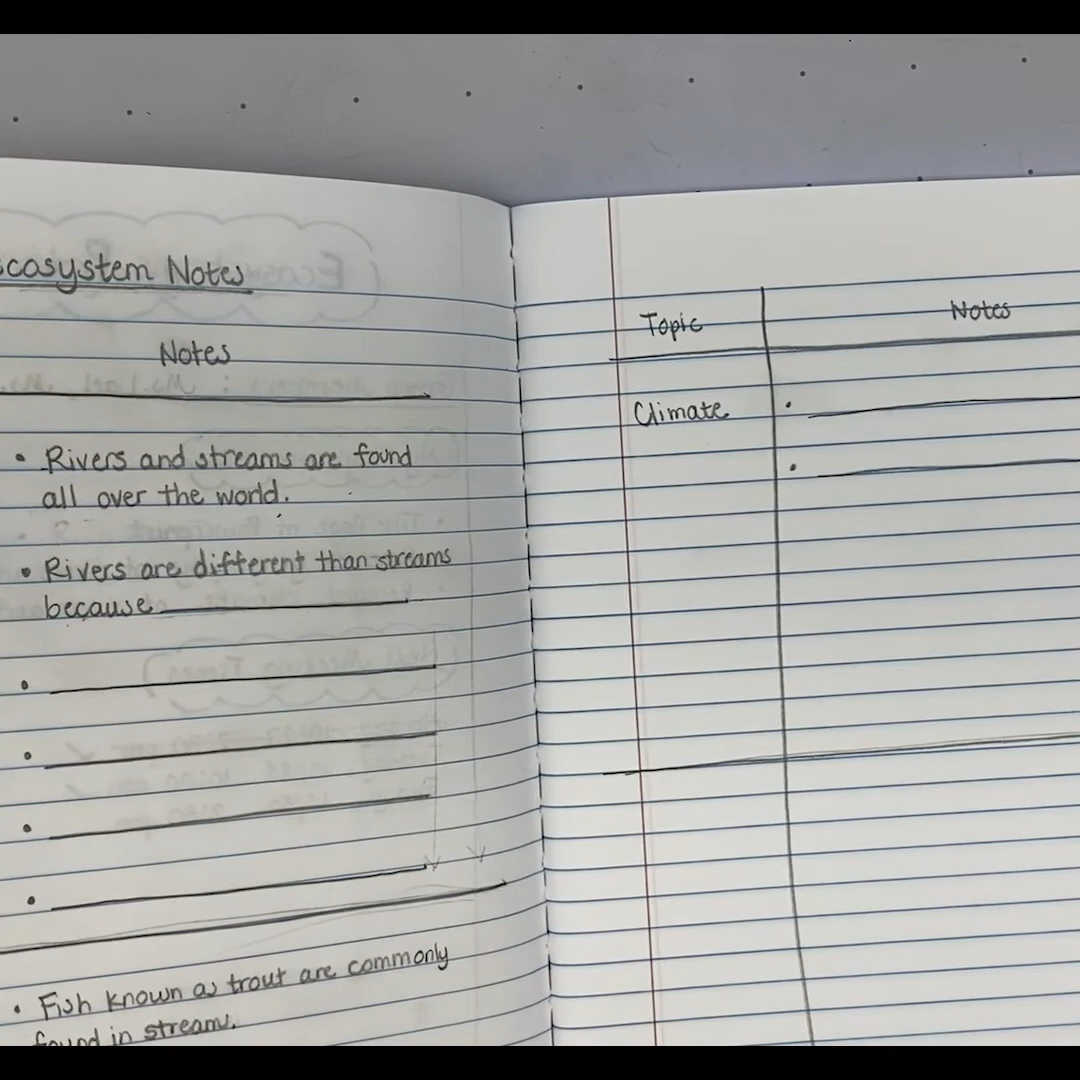 Ecosystem Notes
Notes
• Rivers and streams are found
all over the world.
• Rivers are different than streams
because
•
•
•
•
• Fish known as trout are commonly
found in streams.
Topic
Notes
Climate
•
•